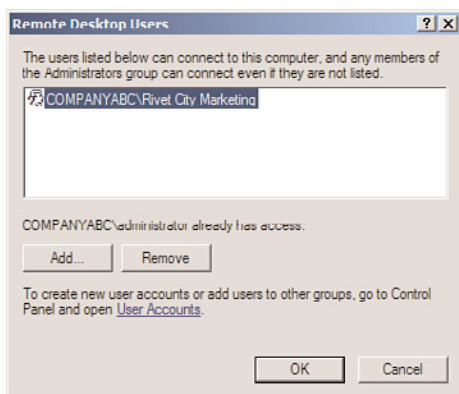 Remote Desktop Users
The users listed below can connect to this computer, and any members of
the Administrators group can connect even if they are not listed.
COMPANYABC\Rivet City Marketing
COMPANYABC\administrator already has access.
Add... Remove
To create new user accounts or add users to other groups, go to Control
Panel and open User Accounts.
OK Cancel